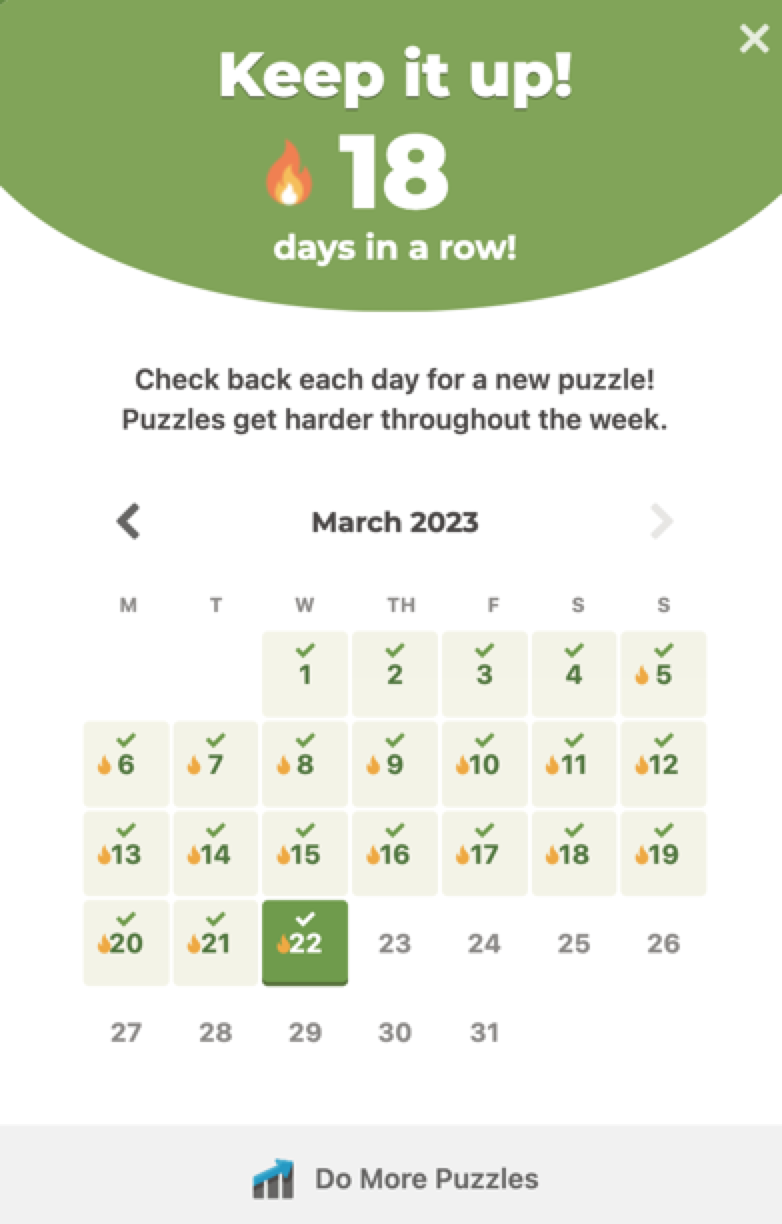 Keep it up!
18
days in a row!
Check back each day for a new puzzle!
Puzzles get harder throughout the week.
March 2023
M T W TH F S S
1 2 3 4 5
6 7 8 9 10 11 12
13 14 15 16 17 18 19
20 21 22 23 24 25 26
27 28 29 30 31
Do More Puzzles